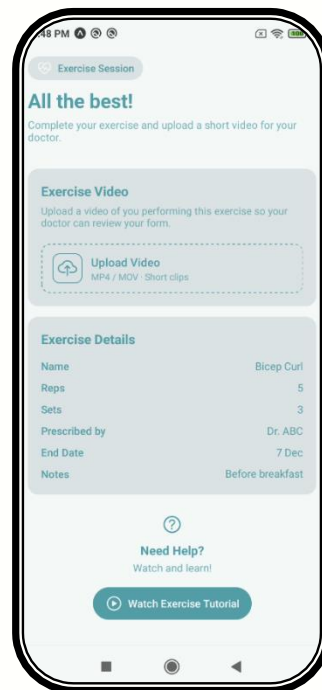 :48 PM
Exercise Session
All the best!
Complete your exercise and upload a short video for your
doctor.
Exercise Video
Upload a video of you performing this exercise so your
doctor can review your form.
Upload Video
MP4 / MOV · Short clips
Exercise Details
Name Bicep Curl
Reps 5
Sets 3
Prescribed by Dr. ABC
End Date 7 Dec
Notes Before breakfast
Need Help?
Watch and learn!
Watch Exercise Tutorial